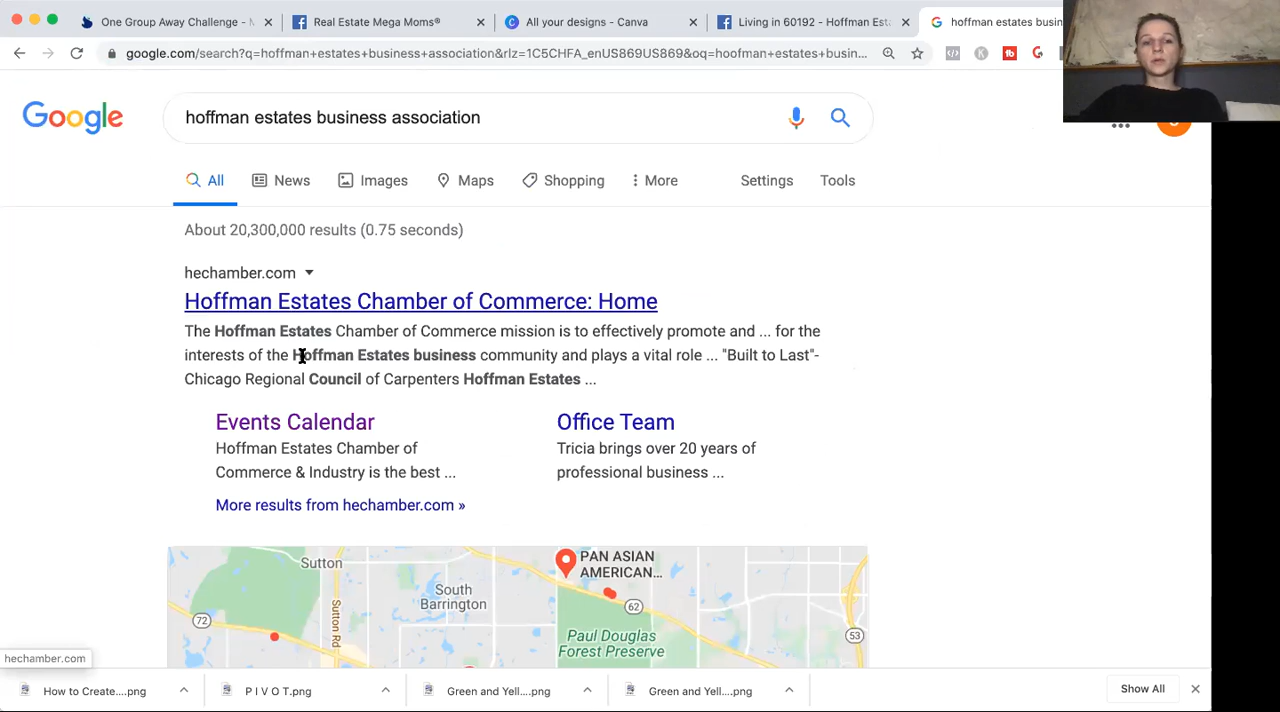 One Group Away Challenge - M
Real Estate Mega Moms®
All your designs - Canva
Living in 60192 - Hoffman Esta
hoffman estates busin
google.com/search?q=hoffman+estates+business+association&rlz=1C5CHFA_enUS869US869&oq=hoofman+estates+busin...
Google
hoffman estates business association
All
News
Images
Maps
Shopping
More
Settings
Tools
About 20,300,000 results (0.75 seconds)
hechamber.com
Hoffman Estates Chamber of Commerce: Home
The Hoffman Estates Chamber of Commerce mission is to effectively promote and ... for the
interests of the Hoffman Estates business community and plays a vital role ... "Built to Last"-
Chicago Regional Council of Carpenters Hoffman Estates ...
Events Calendar
Hoffman Estates Chamber of
Commerce & Industry is the best ...
Office Team
Tricia brings over 20 years of
professional business ...
More results from hechamber.com »
Sutton
PAN ASIAN
AMERICAN...
South
Barrington
62
72
Sutton Rd
Paul Douglas
Forest Preserve
53
hechamber.com
How to Create....png
P I V O T.png
Green and Yell....png
Green and Yell....png
Show All